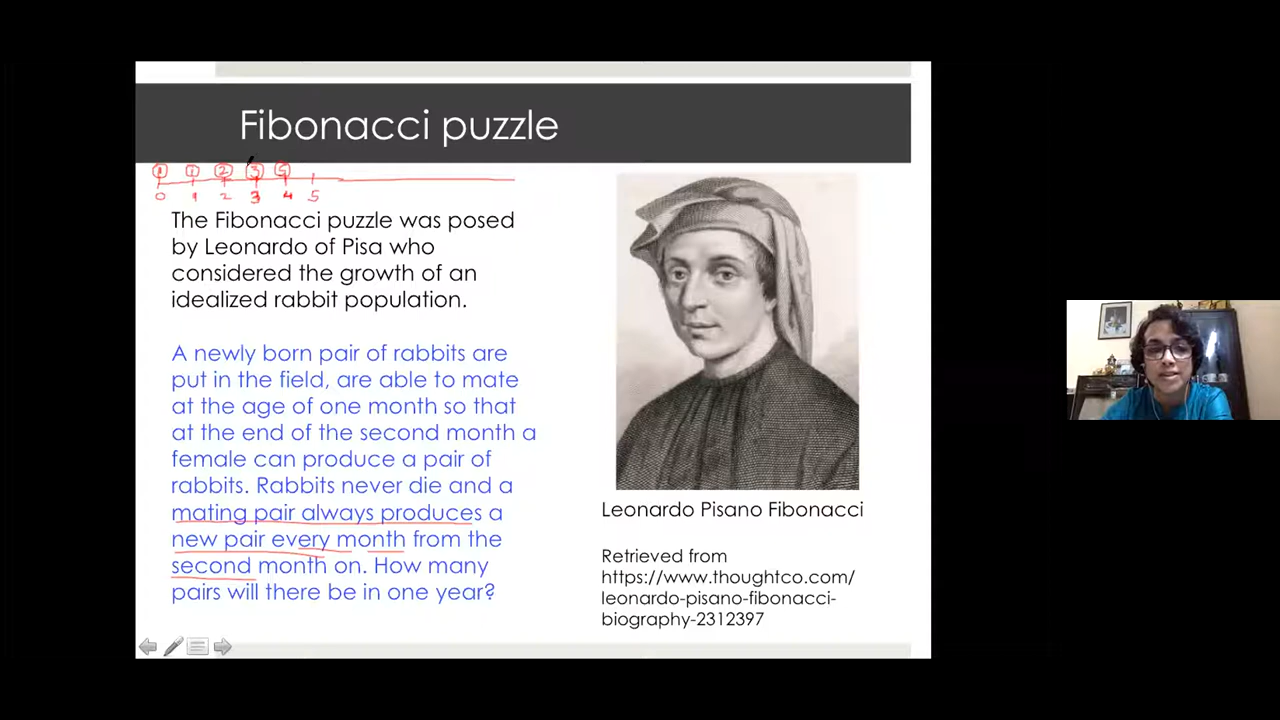 Fibonacci puzzle
1 1 2 3 5
0 1 2 3 4 5
The Fibonacci puzzle was posed
by Leonardo of Pisa who
considered the growth of an
idealized rabbit population.
A newly born pair of rabbits are
put in the field, are able to mate
at the age of one month so that
at the end of the second month a
female can produce a pair of
rabbits. Rabbits never die and a
mating pair always produces a
new pair every month from the
second month on. How many
pairs will there be in one year?
Leonardo Pisano Fibonacci
Retrieved from
https://www.thoughtco.com/
leonardo-pisano-fibonacci-
biography-2312397